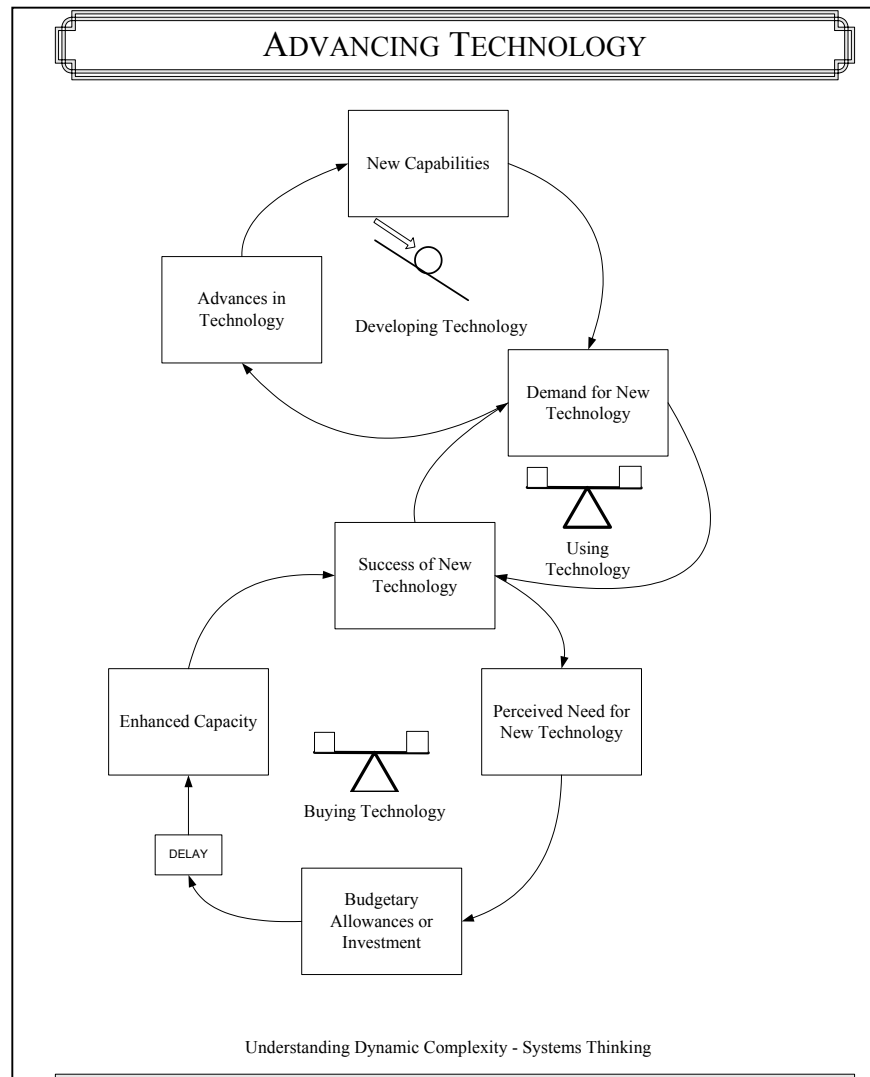 ADVANCING TECHNOLOGY
New Capabilities
Advances in
Technology
Developing Technology
Demand for New
Technology
Using
Technology
Success of New
Technology
Enhanced Capacity
Perceived Need for
New Technology
Buying Technology
DELAY
Budgetary
Allowances or
Investment
Understanding Dynamic Complexity - Systems Thinking